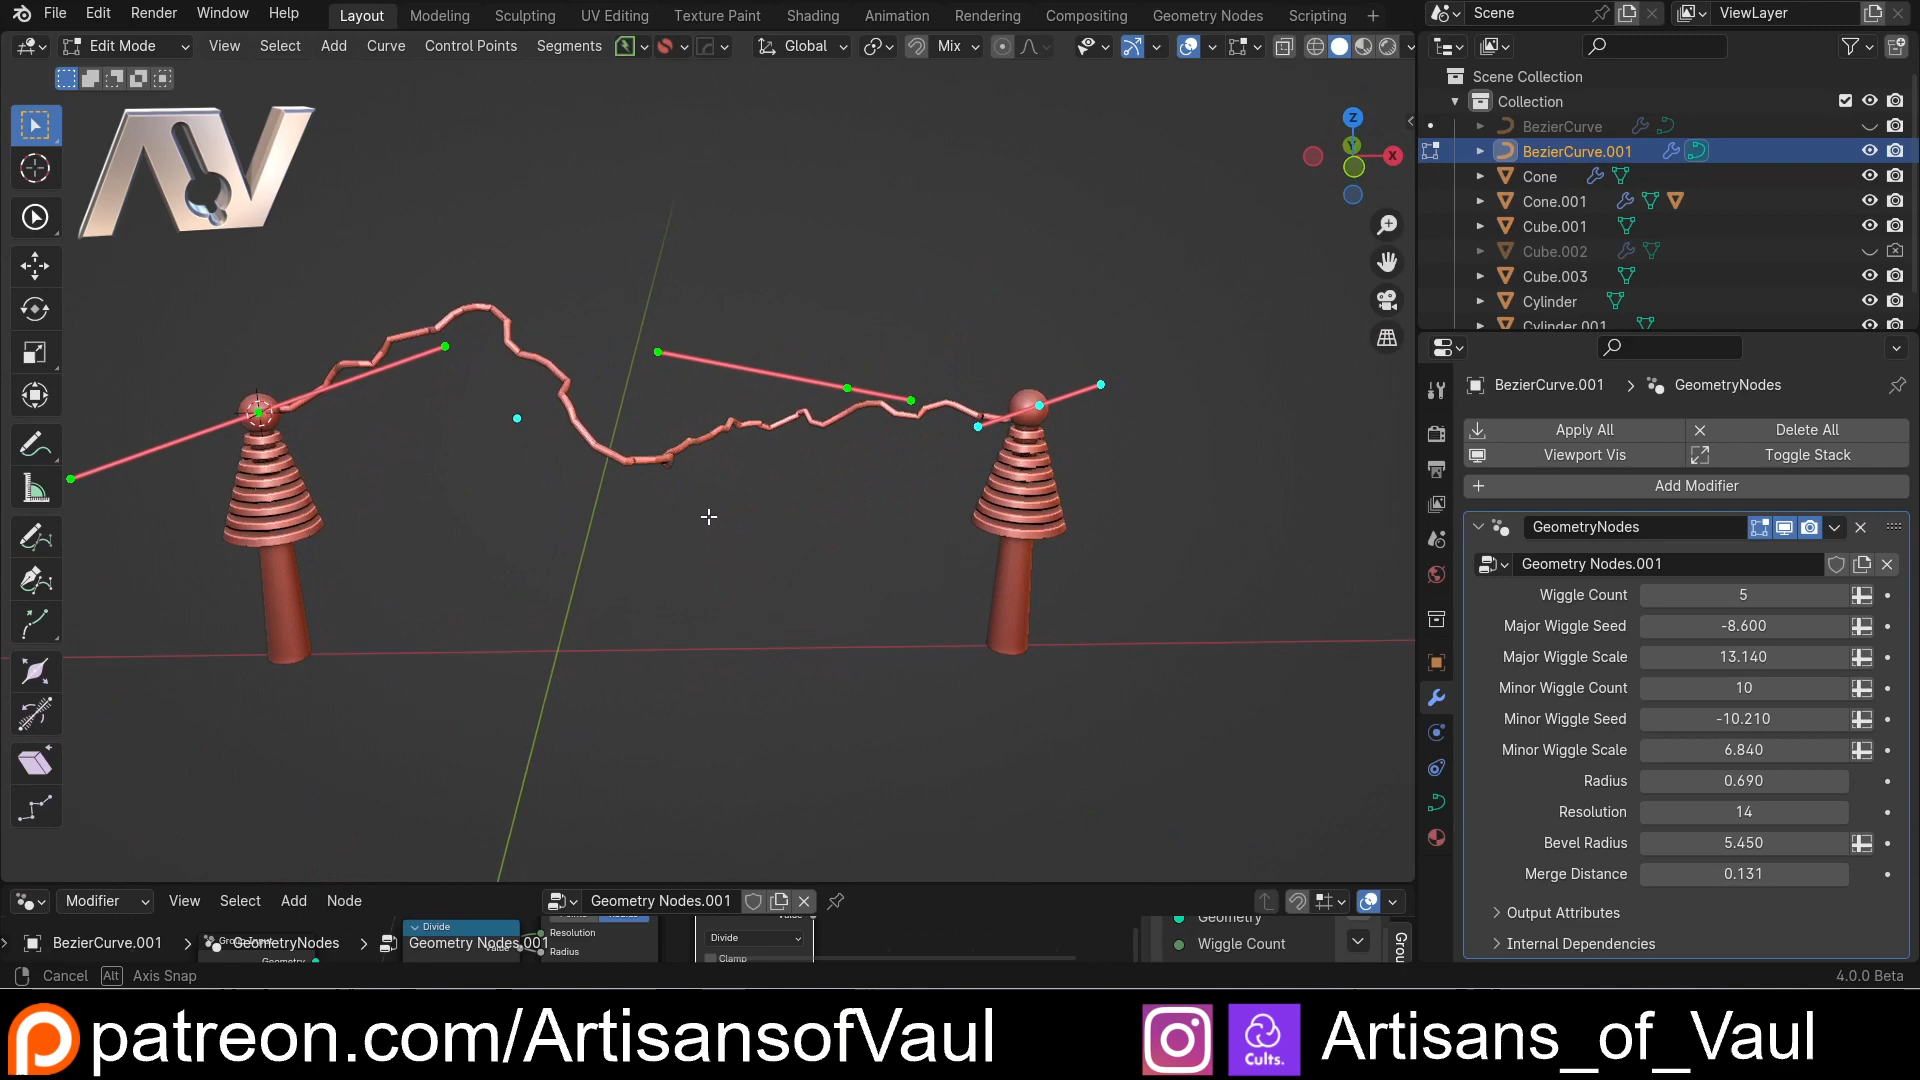 File Edit Render Window Help Layout Modeling Sculpting UV Editing Texture Paint Shading Animation Rendering Compositing Geometry Nodes Scripting + Scene ViewLayer
Edit Mode View Select Add Curve Control Points Segments Global Mix
Scene Collection
Collection
BezierCurve
BezierCurve.001
Cone
Cone.001
Cube.001
Cube.002
Cube.003
Cylinder
Cylinder.001
Z
Y
X
AV
BezierCurve.001 > GeometryNodes
Apply All Delete All
Viewport Vis Toggle Stack
Add Modifier
GeometryNodes
Geometry Nodes.001
Wiggle Count 5
Major Wiggle Seed -8.600
Major Wiggle Scale 13.140
Minor Wiggle Count 10
Minor Wiggle Seed -10.210
Minor Wiggle Scale 6.840
Radius 0.690
Resolution 14
Bevel Radius 5.450
Merge Distance 0.131
Output Attributes
Internal Dependencies
Modifier View Select Add Node Geometry Nodes.001
BezierCurve.001 > GeometryNodes > Geometry Nodes.001
Divide
Resolution
Radius
Divide
Clamp
Geometry
Wiggle Count
Cancel Alt Axis Snap 4.0.0 Beta
patreon.com/ArtisansofVaul Cults. Artisans_of_Vaul